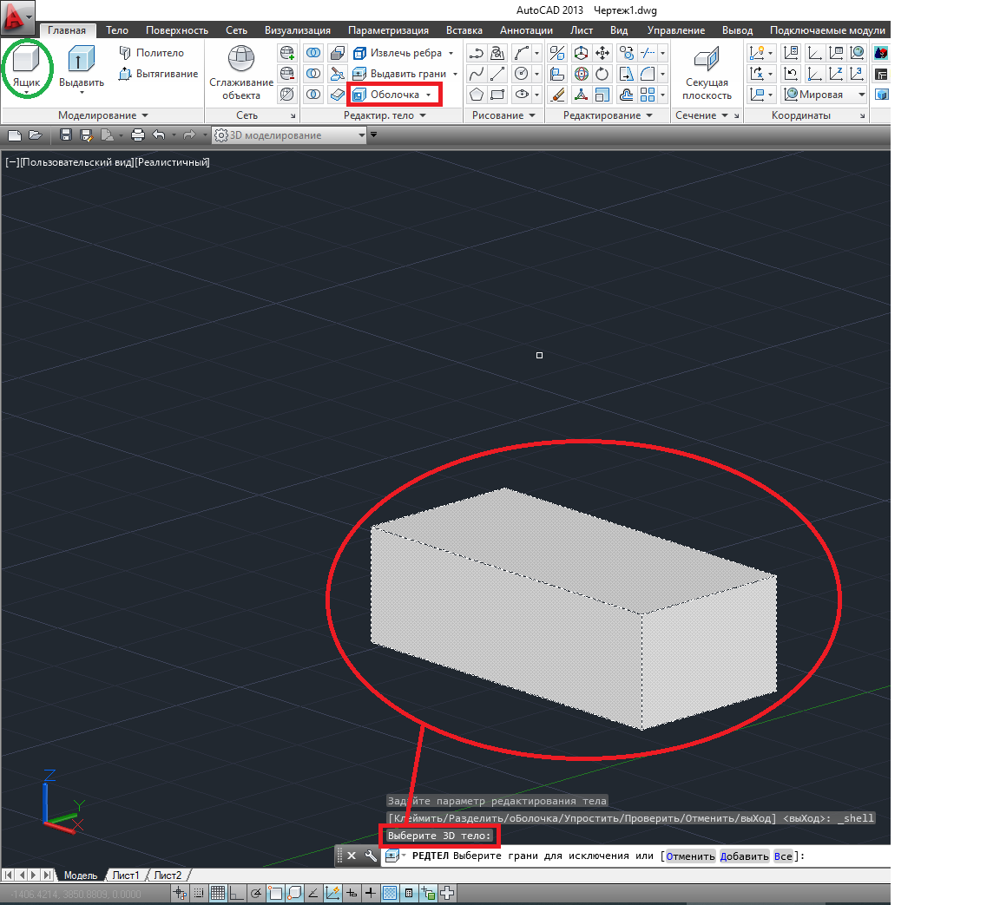 AutoCAD 2013 Чертеж1.dwg
Главная Тело Поверхность Сеть Визуализация Параметризация Вставка Аннотации Лист Вид Управление Вывод Подключаемые модули
Ящик
Выдавить
Политело
Вытягивание
Сглаживание
объекта
Извлечь ребра
Выдавить грани
Оболочка
Секущая
плоскость
Мировая
Моделирование Сеть Редактир. тело Рисование Редактирование Сечение Координаты
3D моделирование
[−][Пользовательский вид][Реалистичный]
Z
Y
X
Задайте параметр редактирования тела
[Клеймить/Разделить/оБолочка/Упростить/Проверить/Отменить/выХод] <выХод>: _shell
Выберите 3D тело:
РЕДТЕЛ Выберите грани для исключения или [Отменить Добавить Все]:
Модель Лист1 Лист2
-1406.4214, 3850.8809, 0.0000